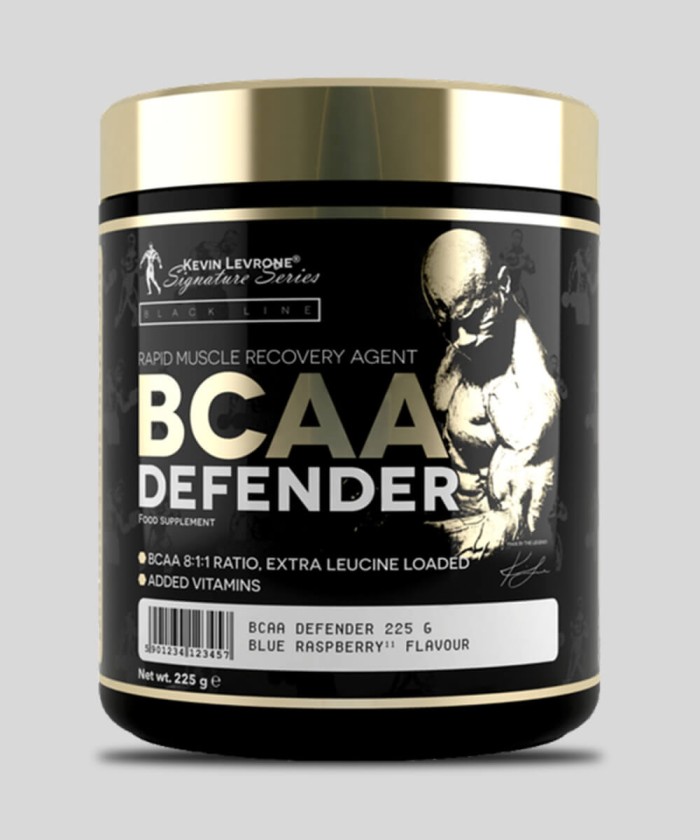 KEVIN LEVRONE®
Signature Series
BLACK LINE
RAPID MUSCLE RECOVERY AGENT
BCAA
DEFENDER
FOOD SUPPLEMENT
BCAA 8:1:1 RATIO, EXTRA LEUCINE LOADED
ADDED VITAMINS
BCAA DEFENDER 225 G
BLUE RASPBERRY¹¹ FLAVOUR
5901234123457
Net wt. 225 g ℮